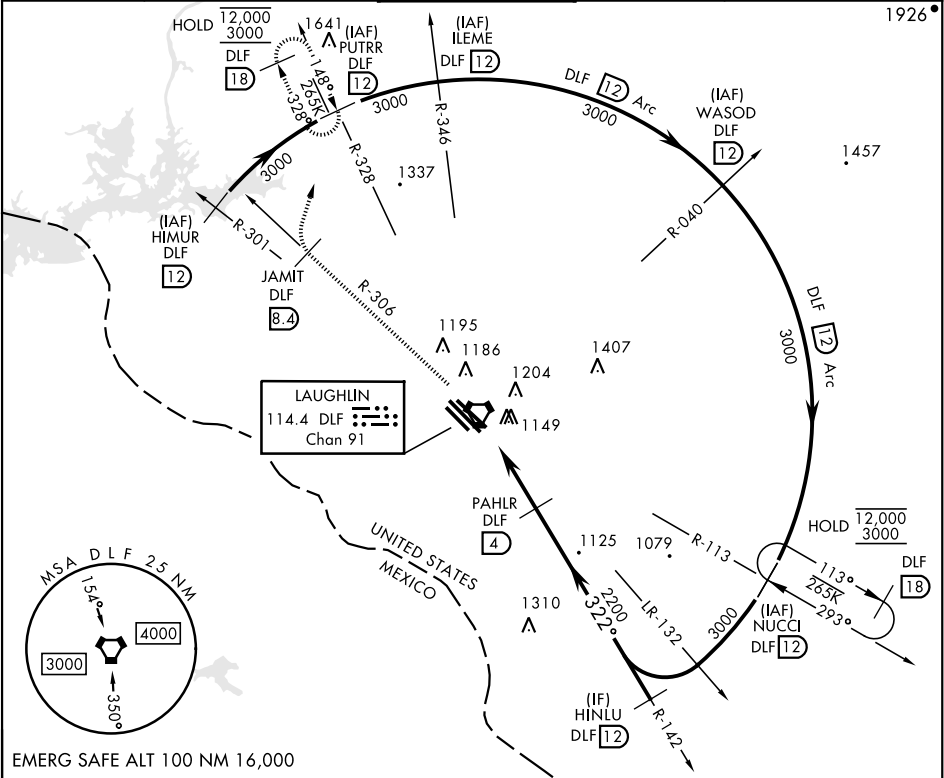 1926
HOLD 12,000
3000
DLF
18
1641
148°
265K
328°
(IAF)
PUTRR
DLF
12
(IAF)
ILEME
DLF 12
3000
DLF 12 Arc
3000
(IAF)
WASOD
DLF
12
1457
3000
R-346
R-328
1337
R-040
(IAF)
HIMUR
DLF
12
R-301
JAMIT
DLF
8.4
R-306
DLF 12 Arc
3000
1195
1186
1204
1407
1149
LAUGHLIN
114.4 DLF
Chan 91
PAHLR
DLF
4
UNITED STATES
MEXICO
1125
1079
R-113
HOLD 12,000
3000
DLF
18
113°
265K
293°
(IAF)
NUCCI
DLF 12
3000
LR-132
2200
322°
1310
(IF)
HINLU
DLF 12
R-142
MSA DLF 25 NM
154°
4000
3000
350°
EMERG SAFE ALT 100 NM 16,000